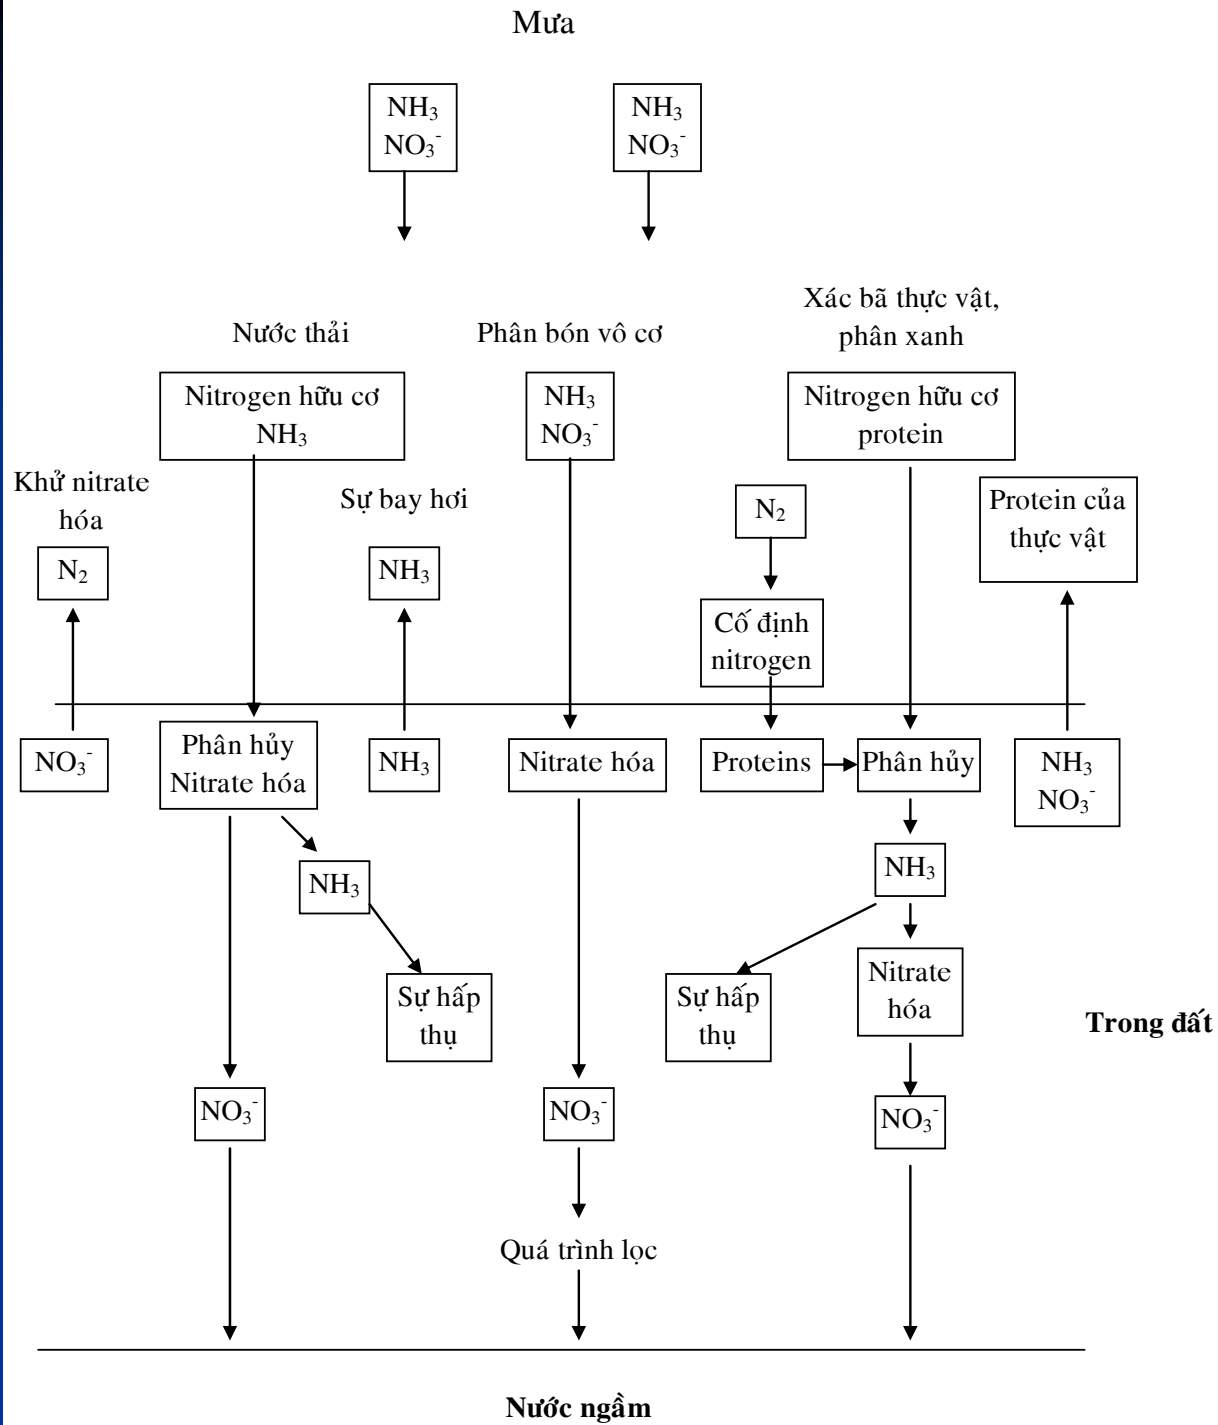 Mưa
NH₃
NO₃⁻
NH₃
NO₃⁻
Nước thải
Phân bón vô cơ
Xác bã thực vật,
phân xanh
Nitrogen hữu cơ
NH₃
NH₃
NO₃⁻
Nitrogen hữu cơ
protein
Khử nitrate
hóa
Sự bay hơi
N₂
Protein của
thực vật
N₂
NH₃
Cố định
nitrogen
NO₃⁻
Phân hủy
Nitrate hóa
NH₃
Nitrate hóa
Proteins
Phân hủy
NH₃
NO₃⁻
NH₃
NH₃
Sự hấp
thụ
Sự hấp
thụ
Nitrate
hóa
Trong đất
NO₃⁻
NO₃⁻
NO₃⁻
Quá trình lọc
Nước ngầm